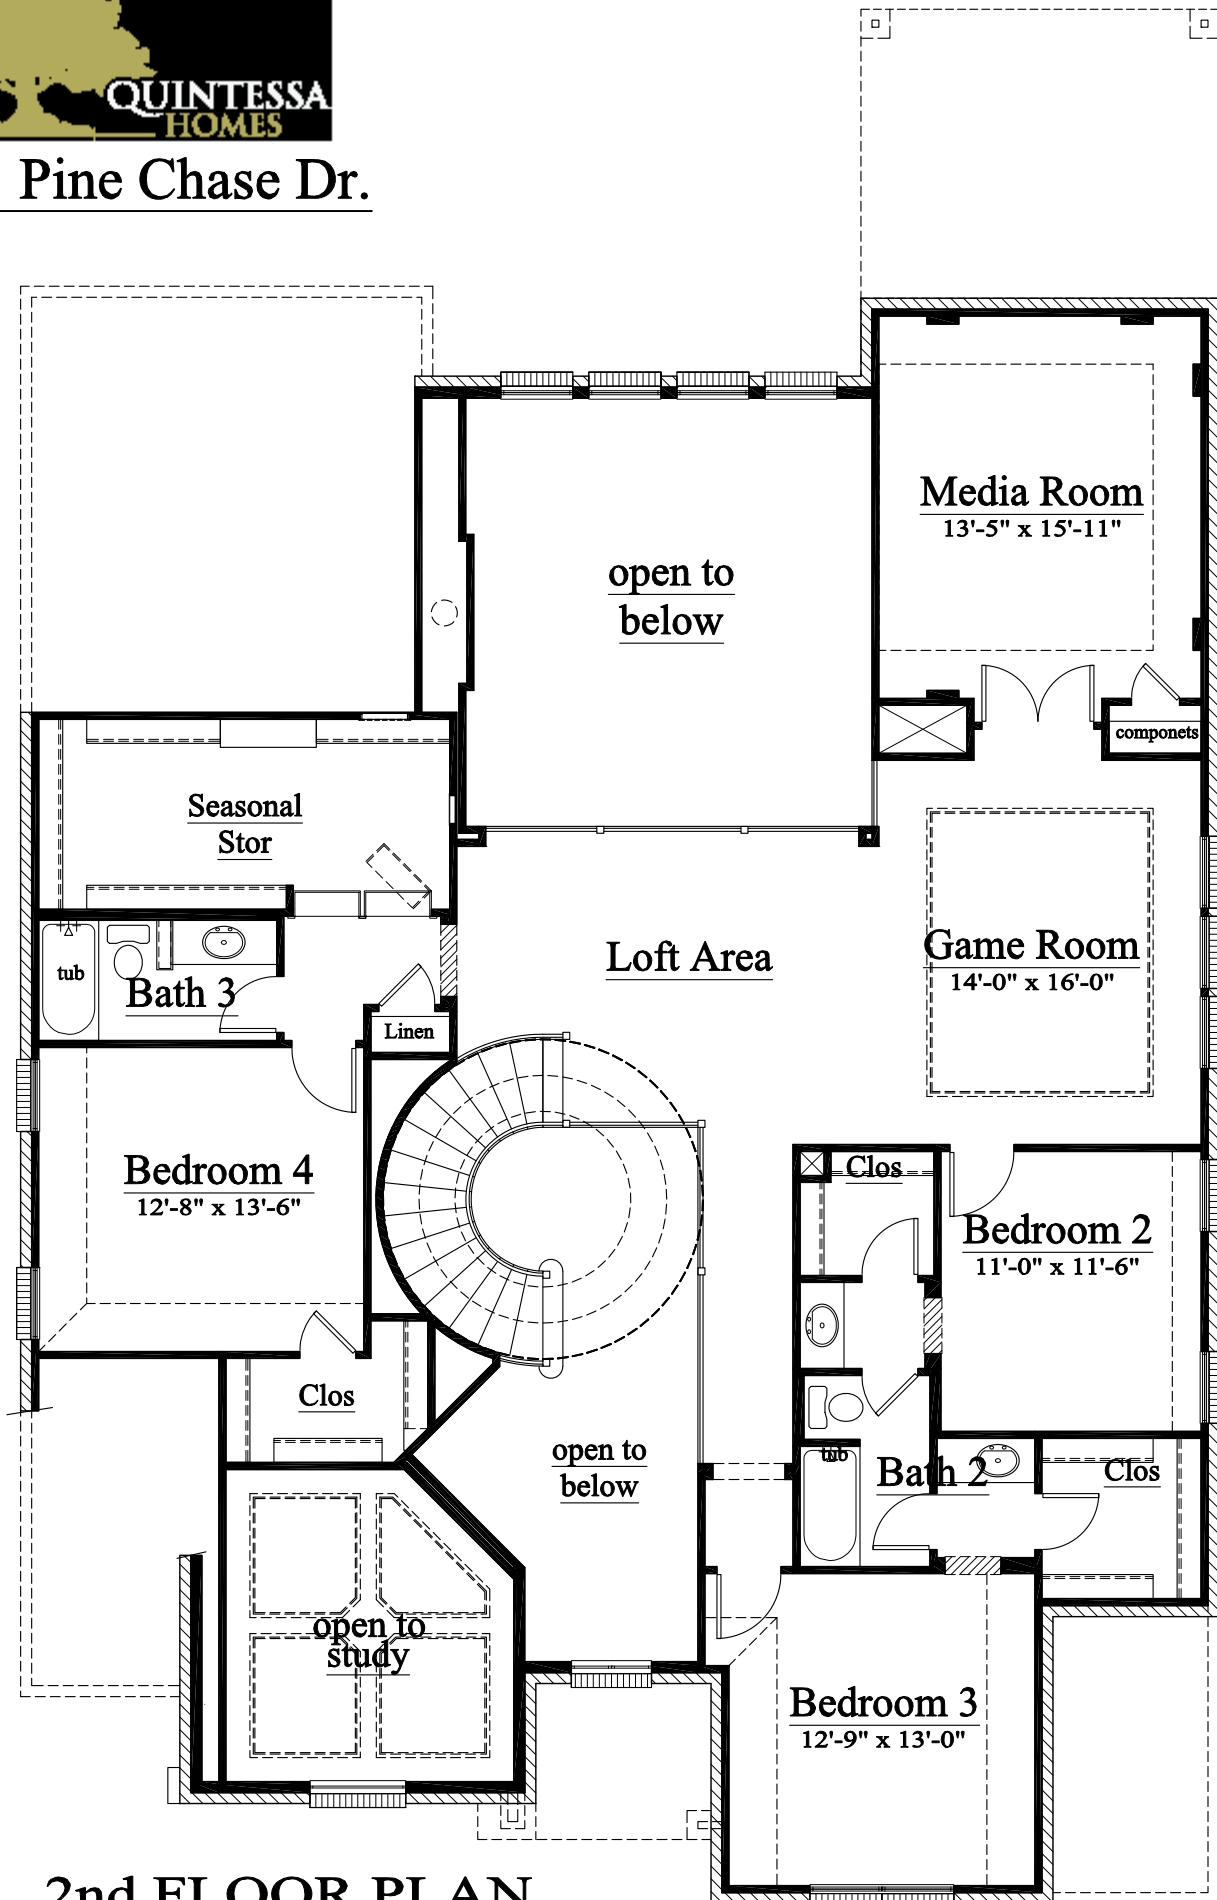 QUINTESSA
HOMES
Pine Chase Dr.
Media Room
13'-5" x 15'-11"
open to
below
componets
Seasonal
Stor
Loft Area
Game Room
14'-0" x 16'-0"
tub
Bath 3
Linen
Bedroom 4
12'-8" x 13'-6"
Clos
Bedroom 2
11'-0" x 11'-6"
Clos
open to
below
tub
Bath 2
Clos
open to
study
Bedroom 3
12'-9" x 13'-0"
2nd FLOOR PLAN